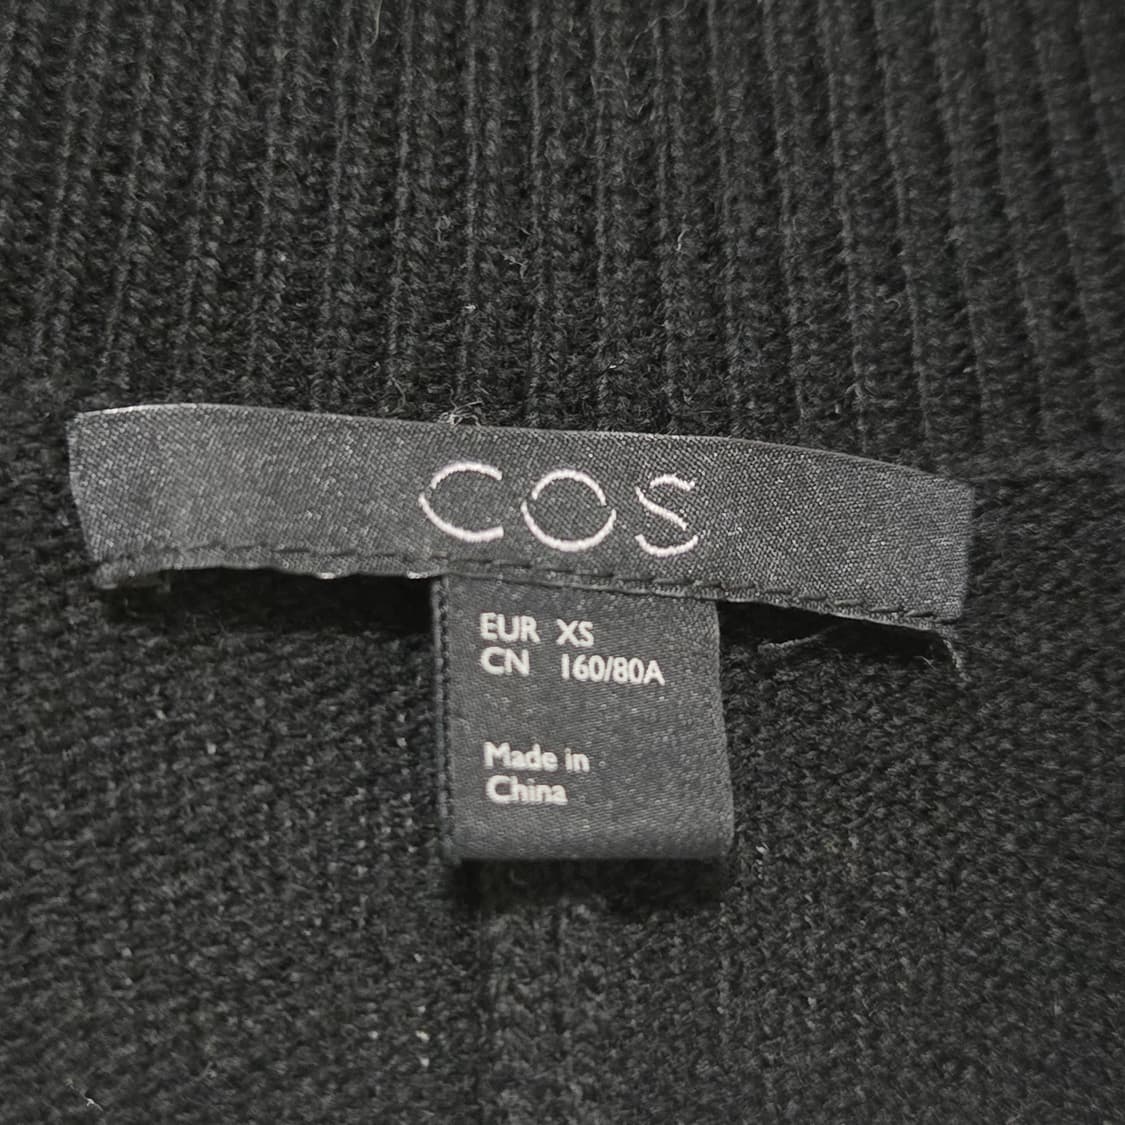 COS
EUR XS
CN 160/80A
Made in
China